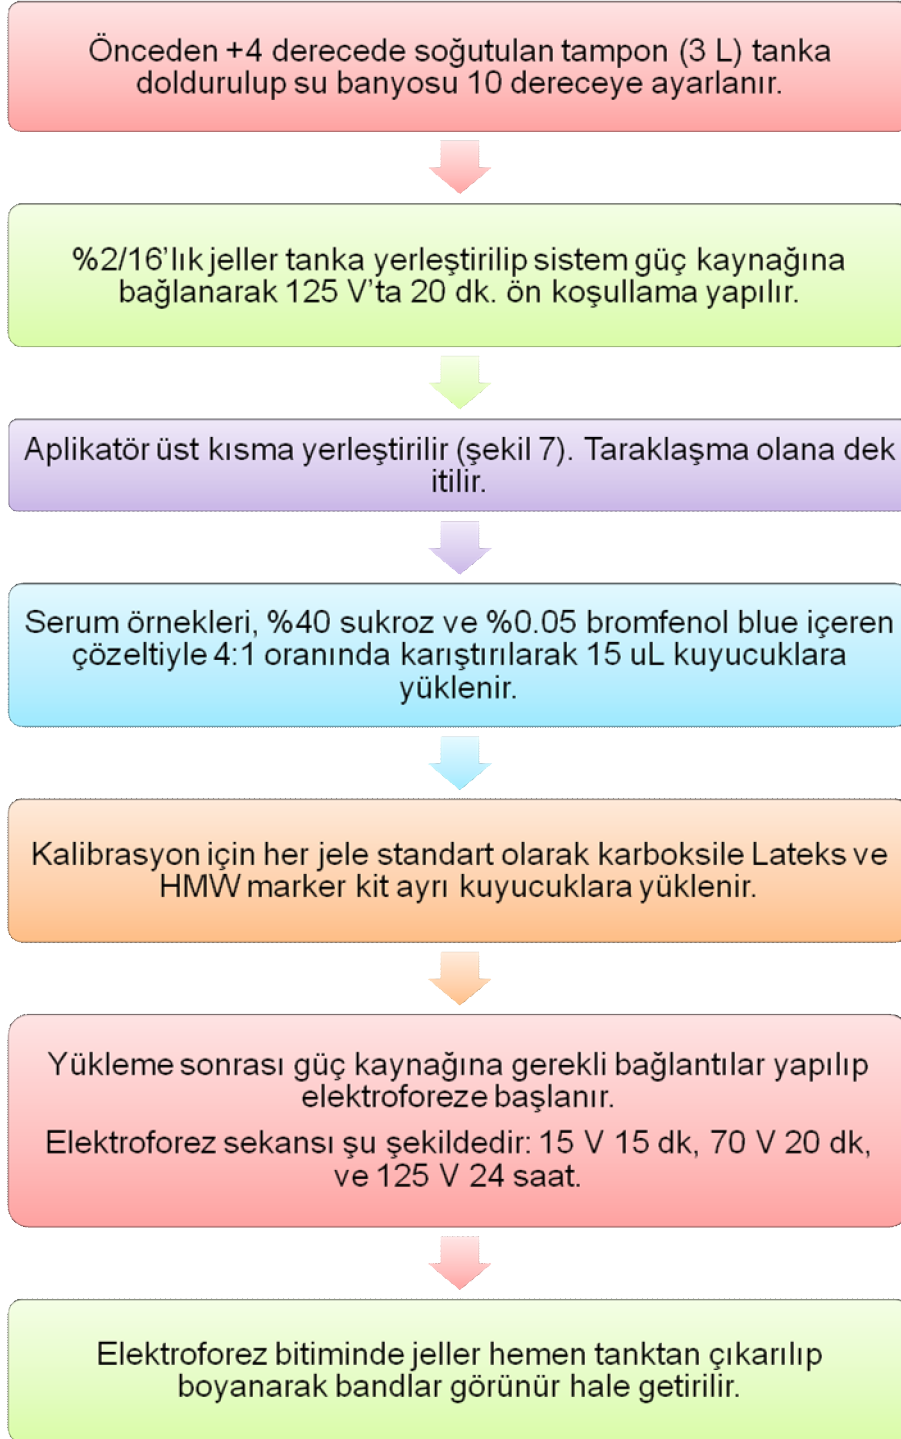 Önceden +4 derecede soğutulan tampon (3 L) tanka
doldurulup su banyosu 10 dereceye ayarlanır.
%2/16’lık jeller tanka yerleştirilip sistem güç kaynağına
bağlanarak 125 V’ta 20 dk. ön koşullama yapılır.
Aplikatör üst kısma yerleştirilir (şekil 7). Taraklaşma olana dek
itilir.
Serum örnekleri, %40 sukroz ve %0.05 bromfenol blue içeren
çözeltiyle 4:1 oranında karıştırılarak 15 uL kuyucuklara
yüklenir.
Kalibrasyon için her jele standart olarak karboksile Lateks ve
HMW marker kit ayrı kuyucuklara yüklenir.
Yükleme sonrası güç kaynağına gerekli bağlantılar yapılıp
elektroforeze başlanır.
Elektroforez sekansı şu şekildedir: 15 V 15 dk, 70 V 20 dk,
ve 125 V 24 saat.
Elektroforez bitiminde jeller hemen tanktan çıkarılıp
boyanarak bandlar görünür hale getirilir.